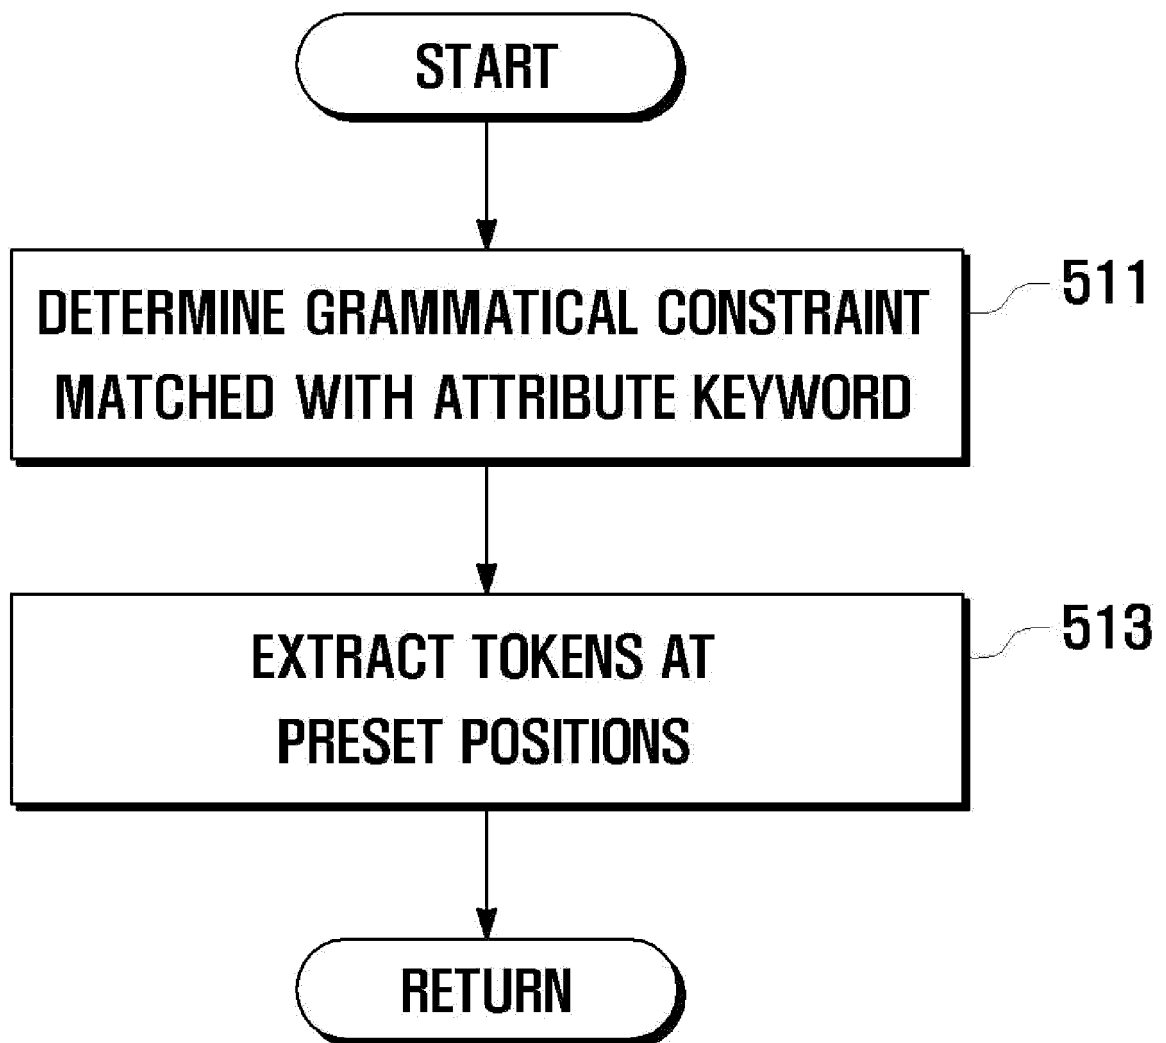 START
DETERMINE GRAMMATICAL CONSTRAINT
MATCHED WITH ATTRIBUTE KEYWORD
511
EXTRACT TOKENS AT
PRESET POSITIONS
513
RETURN